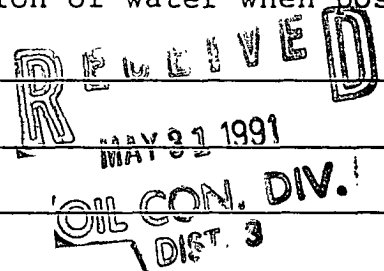 ion of water when pos
RECEIVED
MAY 31 1991
OIL CON. DIV.
DIST. 3